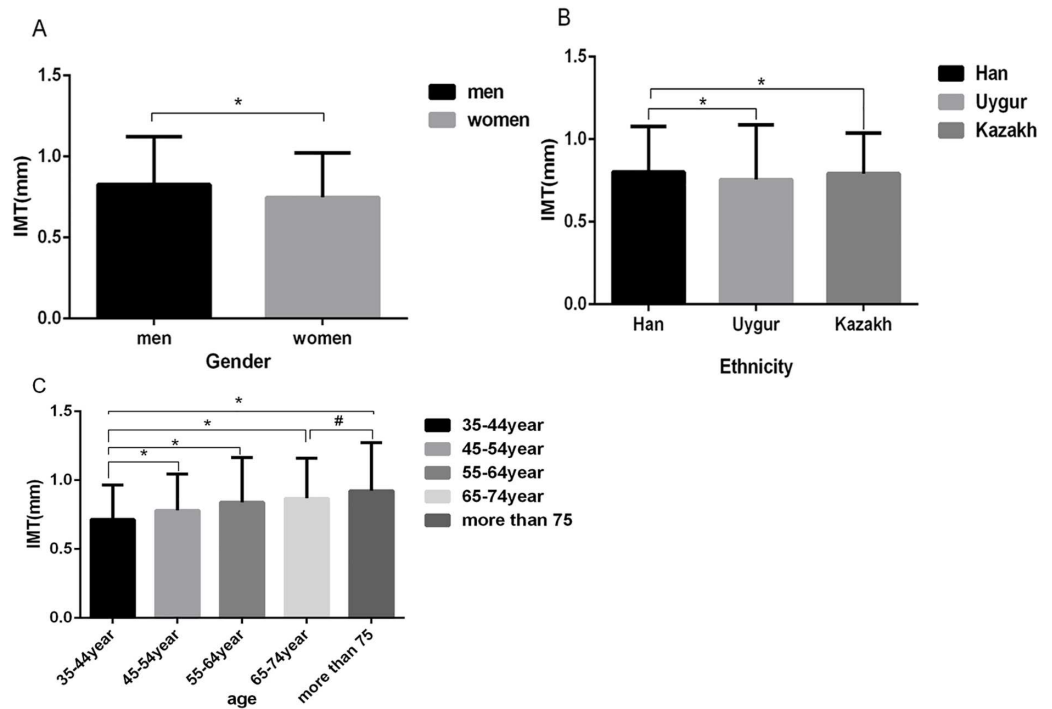 A
IMT(mm)
1.5
1.0
0.5
0.0
*
men
women
men
women
Gender
B
IMT(mm)
1.5
1.0
0.5
0.0
*
*
Han
Uygur
Kazakh
Han
Uygur
Kazakh
Ethnicity
C
IMT(mm)
1.5
1.0
0.5
0.0
*
*
#
*
*
35-44year
45-54year
55-64year
65-74year
more than 75
35-44year
45-54year
55-64year
65-74year
more than 75
age